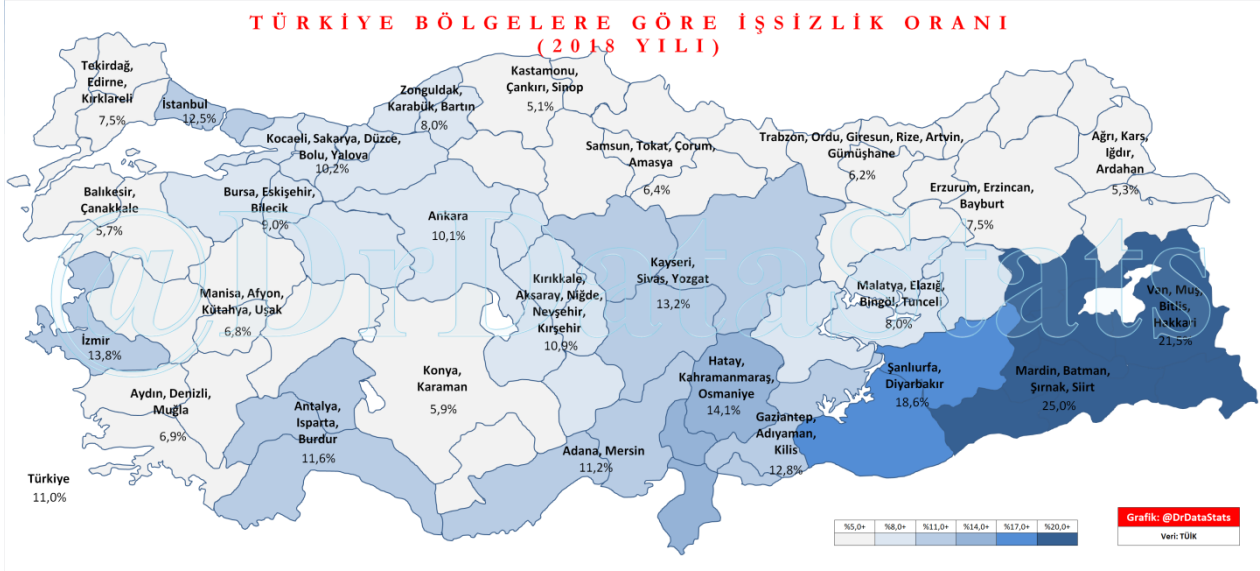 TÜRKİYE BÖLGELERE GÖRE İŞSİZLİK ORANI
(2018 YILI)
Tekirdağ,
Edirne,
Kırklareli
7,5%
İstanbul
12,5%
Zonguldak,
Karabük, Bartın
8,0%
Kastamonu,
Çankırı, Sinop
5,1%
Kocaeli, Sakarya, Düzce,
Bolu, Yalova
10,2%
Samsun, Tokat, Çorum,
Amasya
6,4%
Trabzon, Ordu, Giresun, Rize, Artvin,
Gümüşhane
6,2%
Ağrı, Kars,
Iğdır,
Ardahan
5,3%
Balıkesir,
Çanakkale
5,7%
Bursa, Eskişehir,
Bilecik
9,0%
Ankara
10,1%
Erzurum, Erzincan,
Bayburt
7,5%
@DrDataStats
Manisa, Afyon,
Kütahya, Uşak
6,8%
Kırıkkale,
Aksaray, Niğde,
Nevşehir,
Kırşehir
10,9%
Kayseri,
Sivas, Yozgat
13,2%
Malatya, Elazığ,
Bingöl, Tunceli
8,0%
Van, Muş,
Bitlis,
Hakkari
21,5%
İzmir
13,8%
Aydın, Denizli,
Muğla
6,9%
Antalya,
Isparta,
Burdur
11,6%
Konya,
Karaman
5,9%
Hatay,
Kahramanmaraş,
Osmaniye
14,1%
Şanlıurfa,
Diyarbakır
18,6%
Mardin, Batman,
Şırnak, Siirt
25,0%
Adana, Mersin
11,2%
Gaziantep,
Adıyaman,
Kilis
12,8%
Türkiye
11,0%
%5,0+ %8,0+ %11,0+ %14,0+ %17,0+ %20,0+
Grafik: @DrDataStats
Veri: TÜİK